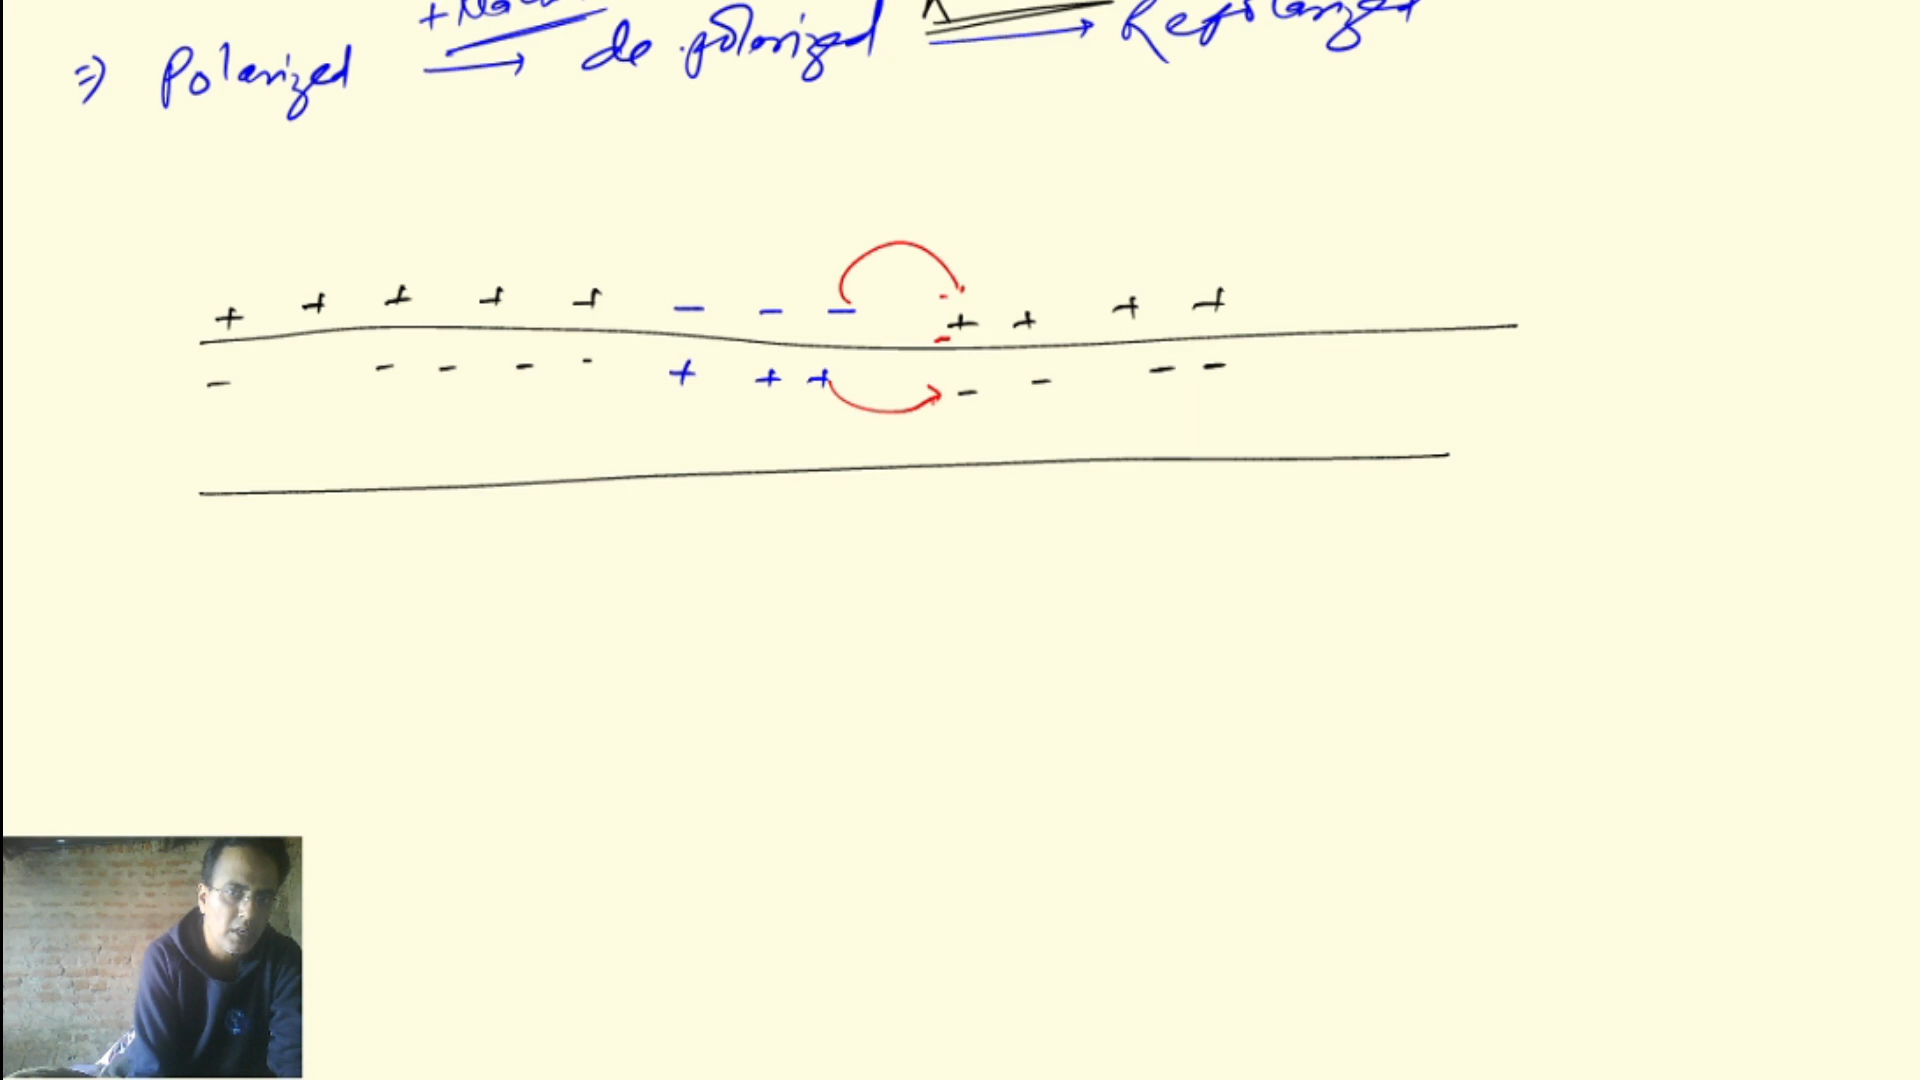 ⇒ Polarized → de polarized → Repolarized
+ + + + + - - - + + + +
- - - - - + + + - - - -